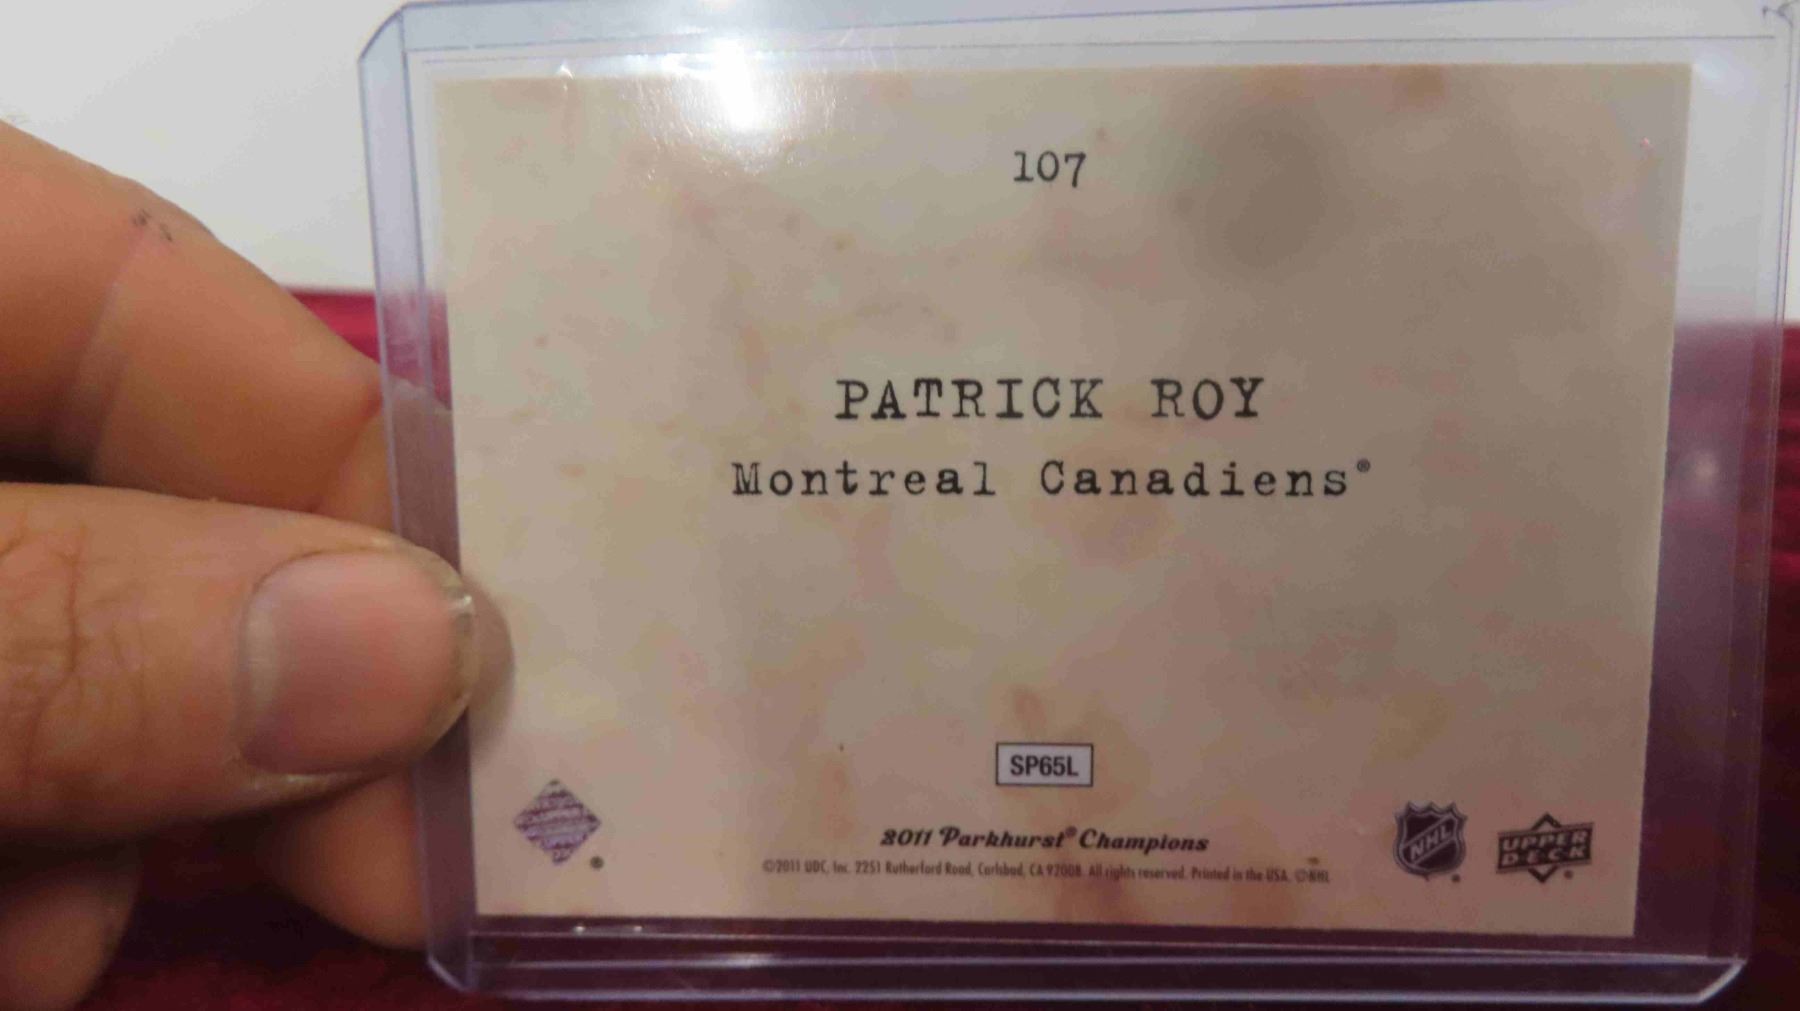 107
PATRICK ROY
Montreal Canadiens®
SP65L
2011 Parkhurst® Champions
©2011 UDC, Inc. 2251 Rutherford Road, Carlsbad, CA 92008. All rights reserved. Printed in the USA. © NHL
NHL
UPPER
DECK